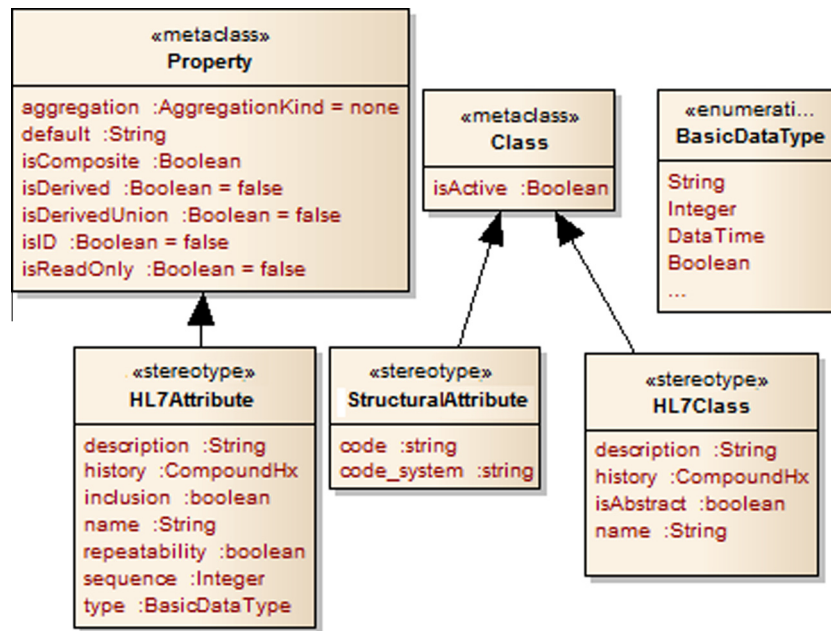 «metaclass»
Property
aggregation :AggregationKind = none
default :String
isComposite :Boolean
isDerived :Boolean = false
isDerivedUnion :Boolean = false
isID :Boolean = false
isReadOnly :Boolean = false
«metaclass»
Class
isActive :Boolean
«enumerati...
BasicDataType
String
Integer
DataTime
Boolean
...
«stereotype»
HL7Attribute
description :String
history :CompoundHx
inclusion :boolean
name :String
repeatability :boolean
sequence :Integer
type :BasicDataType
«stereotype»
StructuralAttribute
code :string
code_system :string
«stereotype»
HL7Class
description :String
history :CompoundHx
isAbstract :boolean
name :String